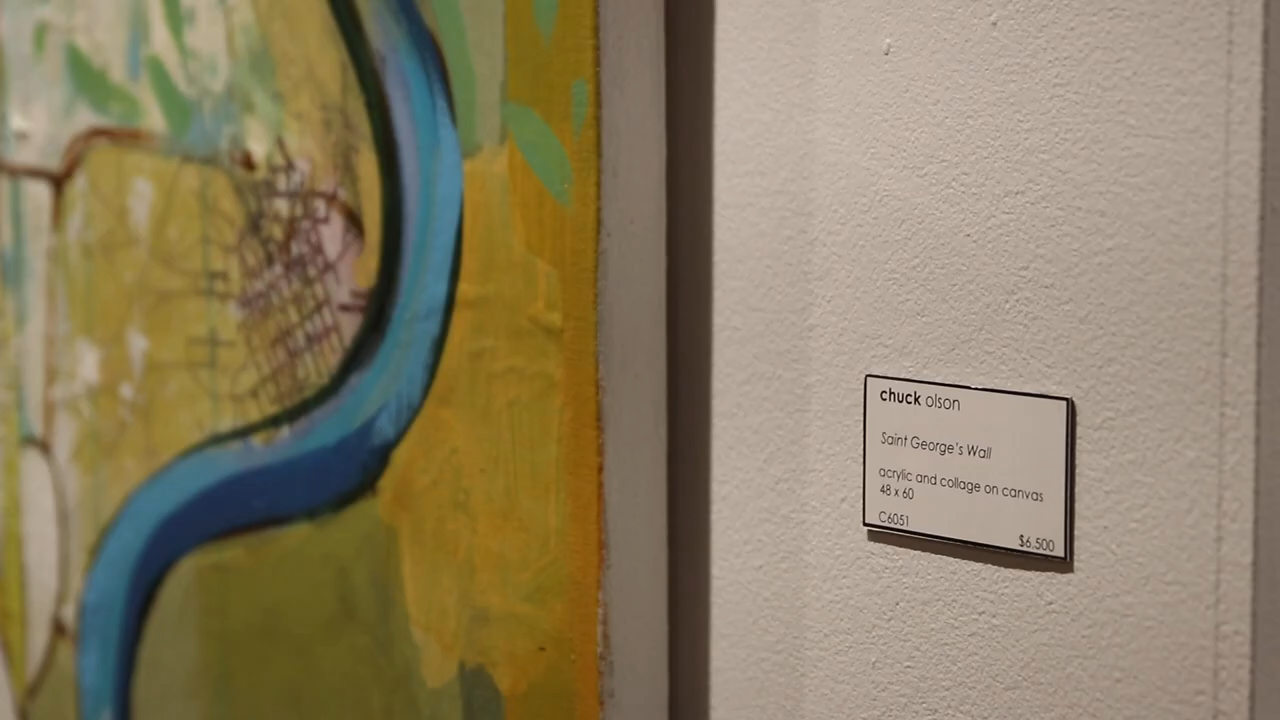 chuck olson
Saint George's Wall
acrylic and collage on canvas
48 x 60
C6051
$6,500